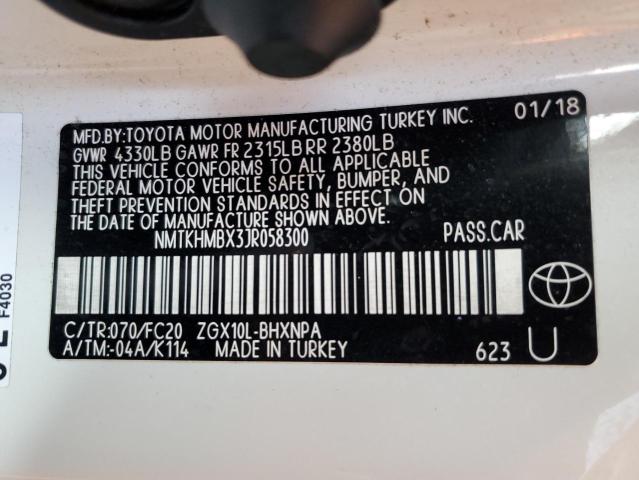 MFD.BY:TOYOTA MOTOR MANUFACTURING TURKEY INC. 01/18
GVWR 4330LB GAWR FR 2315LB RR 2380LB
THIS VEHICLE CONFORMS TO ALL APPLICABLE
FEDERAL MOTOR VEHICLE SAFETY, BUMPER, AND
THEFT PREVENTION STANDARDS IN EFFECT ON
THE DATE OF MANUFACTURE SHOWN ABOVE.
NMTKHMBX3JR058300 PASS.CAR
C/TR:070/FC20 ZGX10L-BHXNPA
A/TM:-04A/K114 MADE IN TURKEY 623 U
F4030